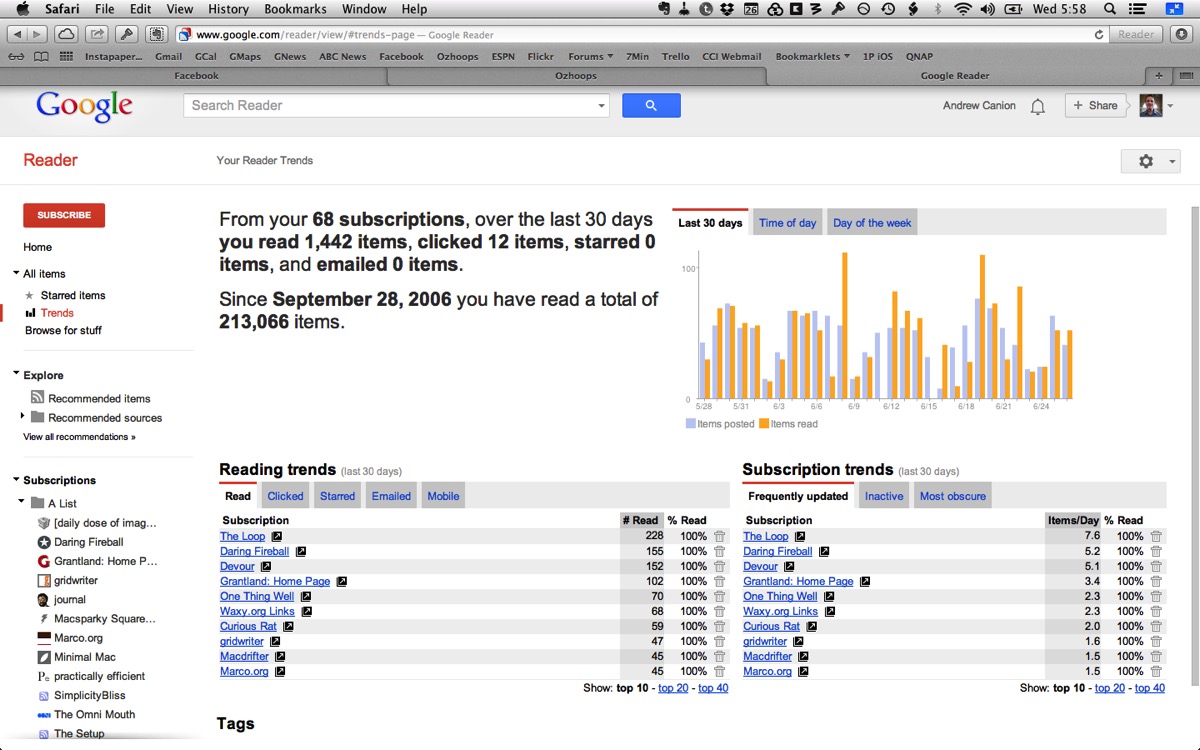 Safari File Edit View History Bookmarks Window Help
26
Wed 5:58
www.google.com/reader/view/#trends-page — Google Reader
Reader
Instapaper... Gmail GCal GMaps GNews ABC News Facebook Ozhoops ESPN Flickr Forums 7Min Trello CCI Webmail Bookmarklets 1P iOS QNAP
Facebook Ozhoops Google Reader
Google
Search Reader
Andrew Canion
+ Share
Reader
Your Reader Trends
SUBSCRIBE
Home
All items
Starred items
Trends
Browse for stuff
Explore
Recommended items
Recommended sources
View all recommendations »
Subscriptions
A List
[daily dose of imag...
Daring Fireball
Grantland: Home P...
gridwriter
journal
Macsparky Square...
Marco.org
Minimal Mac
practically efficient
SimplicityBliss
The Omni Mouth
The Setup
From your 68 subscriptions, over the last 30 days
you read 1,442 items, clicked 12 items, starred 0
items, and emailed 0 items.
Since September 28, 2006 you have read a total of
213,066 items.
Last 30 days Time of day Day of the week
100
0
5/28 5/31 6/3 6/6 6/9 6/12 6/15 6/18 6/21 6/24
Items posted Items read
Reading trends (last 30 days)
Read Clicked Starred Emailed Mobile
Subscription # Read % Read
The Loop 228 100%
Daring Fireball 155 100%
Devour 152 100%
Grantland: Home Page 102 100%
One Thing Well 70 100%
Waxy.org Links 68 100%
Curious Rat 59 100%
gridwriter 47 100%
Macdrifter 45 100%
Marco.org 45 100%
Show: top 10 - top 20 - top 40
Subscription trends (last 30 days)
Frequently updated Inactive Most obscure
Subscription Items/Day % Read
The Loop 7.6 100%
Daring Fireball 5.2 100%
Devour 5.1 100%
Grantland: Home Page 3.4 100%
One Thing Well 2.3 100%
Waxy.org Links 2.3 100%
Curious Rat 2.0 100%
gridwriter 1.6 100%
Macdrifter 1.5 100%
Marco.org 1.5 100%
Show: top 10 - top 20 - top 40
Tags